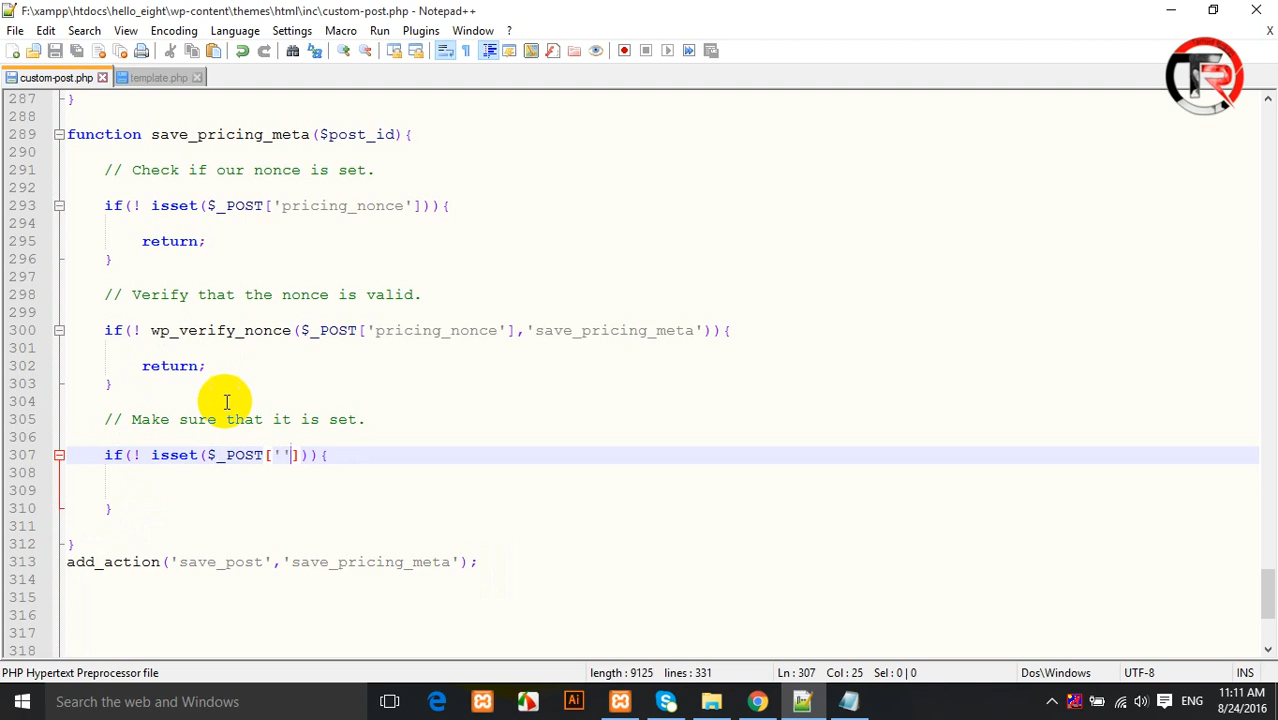 F:\xampp\htdocs\hello_eight\wp-content\themes\html\inc\custom-post.php - Notepad++
File Edit Search View Encoding Language Settings Macro Run Plugins Window ? X
custom-post.php template.php
TR
287 }
288
289 function save_pricing_meta($post_id){
290
291 // Check if our nonce is set.
292
293 if(! isset($_POST['pricing_nonce'])){
294
295 return;
296 }
297
298 // Verify that the nonce is valid.
299
300 if(! wp_verify_nonce($_POST['pricing_nonce'],'save_pricing_meta')){
301
302 return;
303 }
304
305 // Make sure that it is set.
306
307 if(! isset($_POST[''])){
308
309
310 }
311
312 }
313 add_action('save_post','save_pricing_meta');
314
315
316
317
318
PHP Hypertext Preprocessor file length : 9125 lines : 331 Ln : 307 Col : 25 Sel : 0 | 0 Dos\Windows UTF-8 INS
Search the web and Windows ENG 11:11 AM
8/24/2016